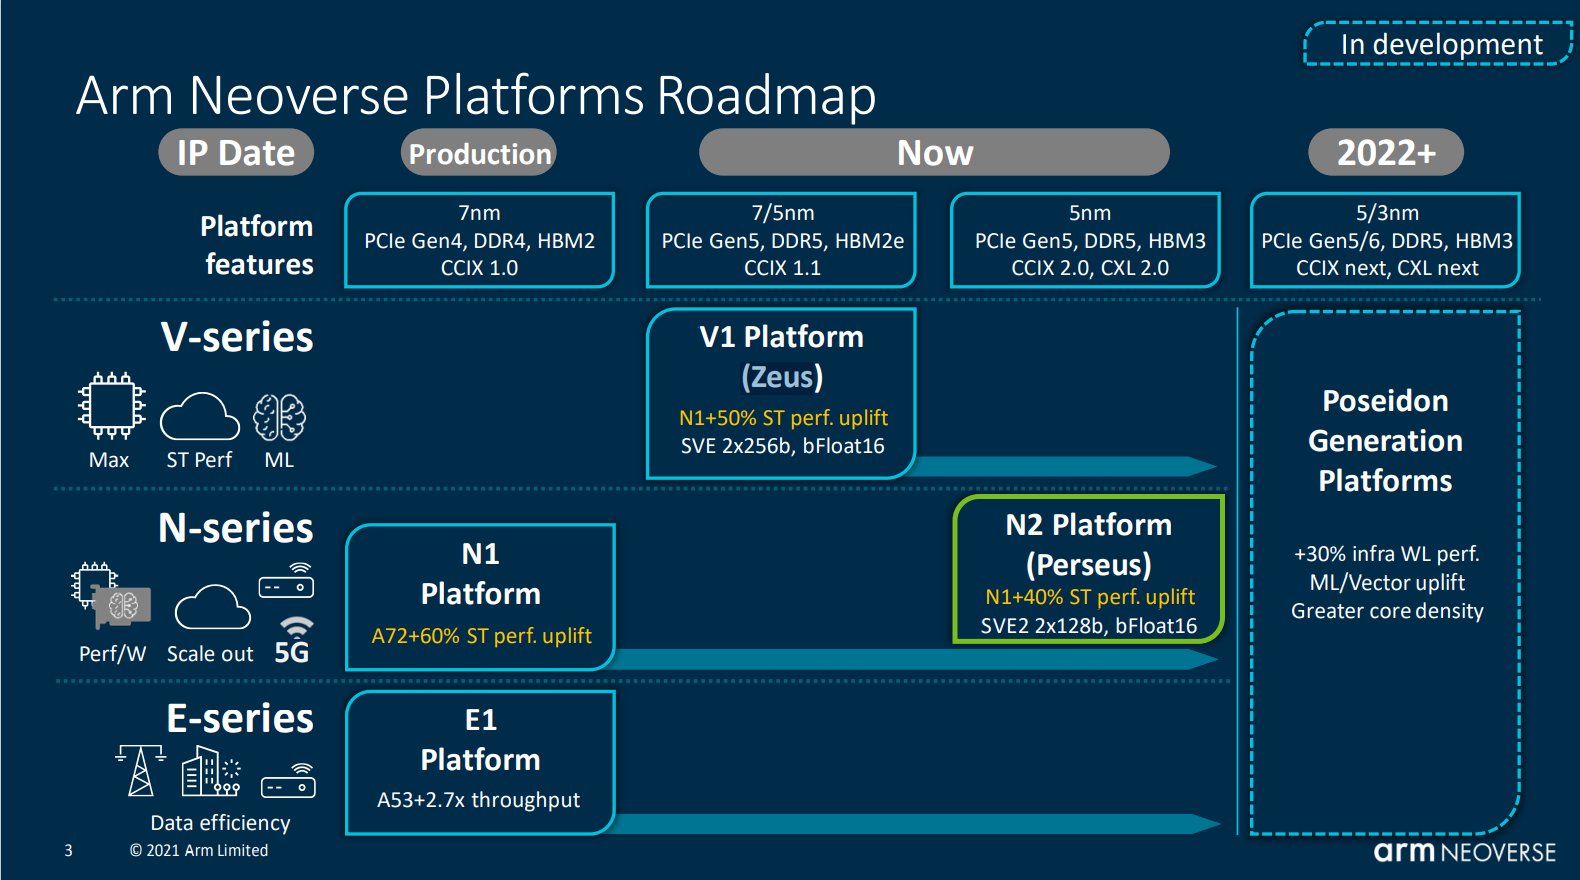 In development
Arm Neoverse Platforms Roadmap
IP Date
Production
Now
2022+
Platform
features
7nm
PCIe Gen4, DDR4, HBM2
CCIX 1.0
7/5nm
PCIe Gen5, DDR5, HBM2e
CCIX 1.1
5nm
PCIe Gen5, DDR5, HBM3
CCIX 2.0, CXL 2.0
5/3nm
PCIe Gen5/6, DDR5, HBM3
CCIX next, CXL next
V-series
Max
ST Perf
ML
V1 Platform
(Zeus)
N1+50% ST perf. uplift
SVE 2x256b, bFloat16
N-series
Perf/W
Scale out
5G
N1
Platform
A72+60% ST perf. uplift
N2 Platform
(Perseus)
N1+40% ST perf. uplift
SVE2 2x128b, bFloat16
E-series
Data efficiency
E1
Platform
A53+2.7x throughput
Poseidon
Generation
Platforms
+30% infra WL perf.
ML/Vector uplift
Greater core density
3
© 2021 Arm Limited
arm NEOVERSE